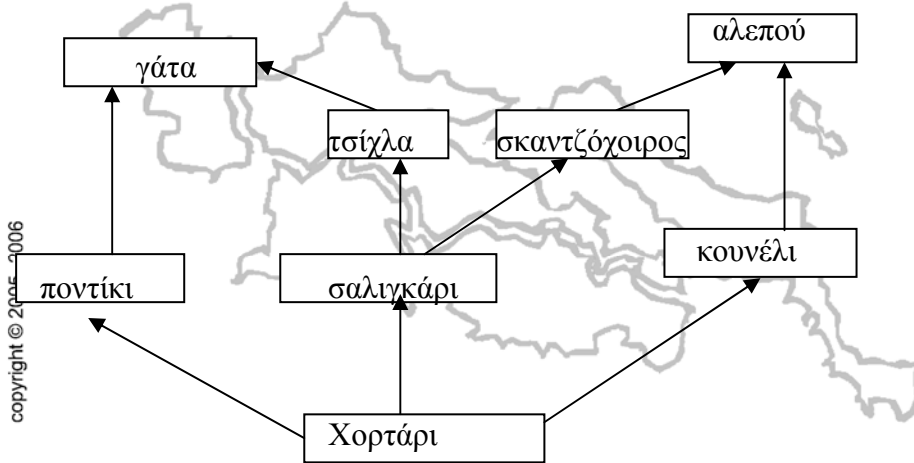 αλεπού
γάτα
τσίχλα
σκαντζόχοιρος
κουνέλι
ποντίκι
σαλιγκάρι
Χορτάρι
copyright © 2005, 2006